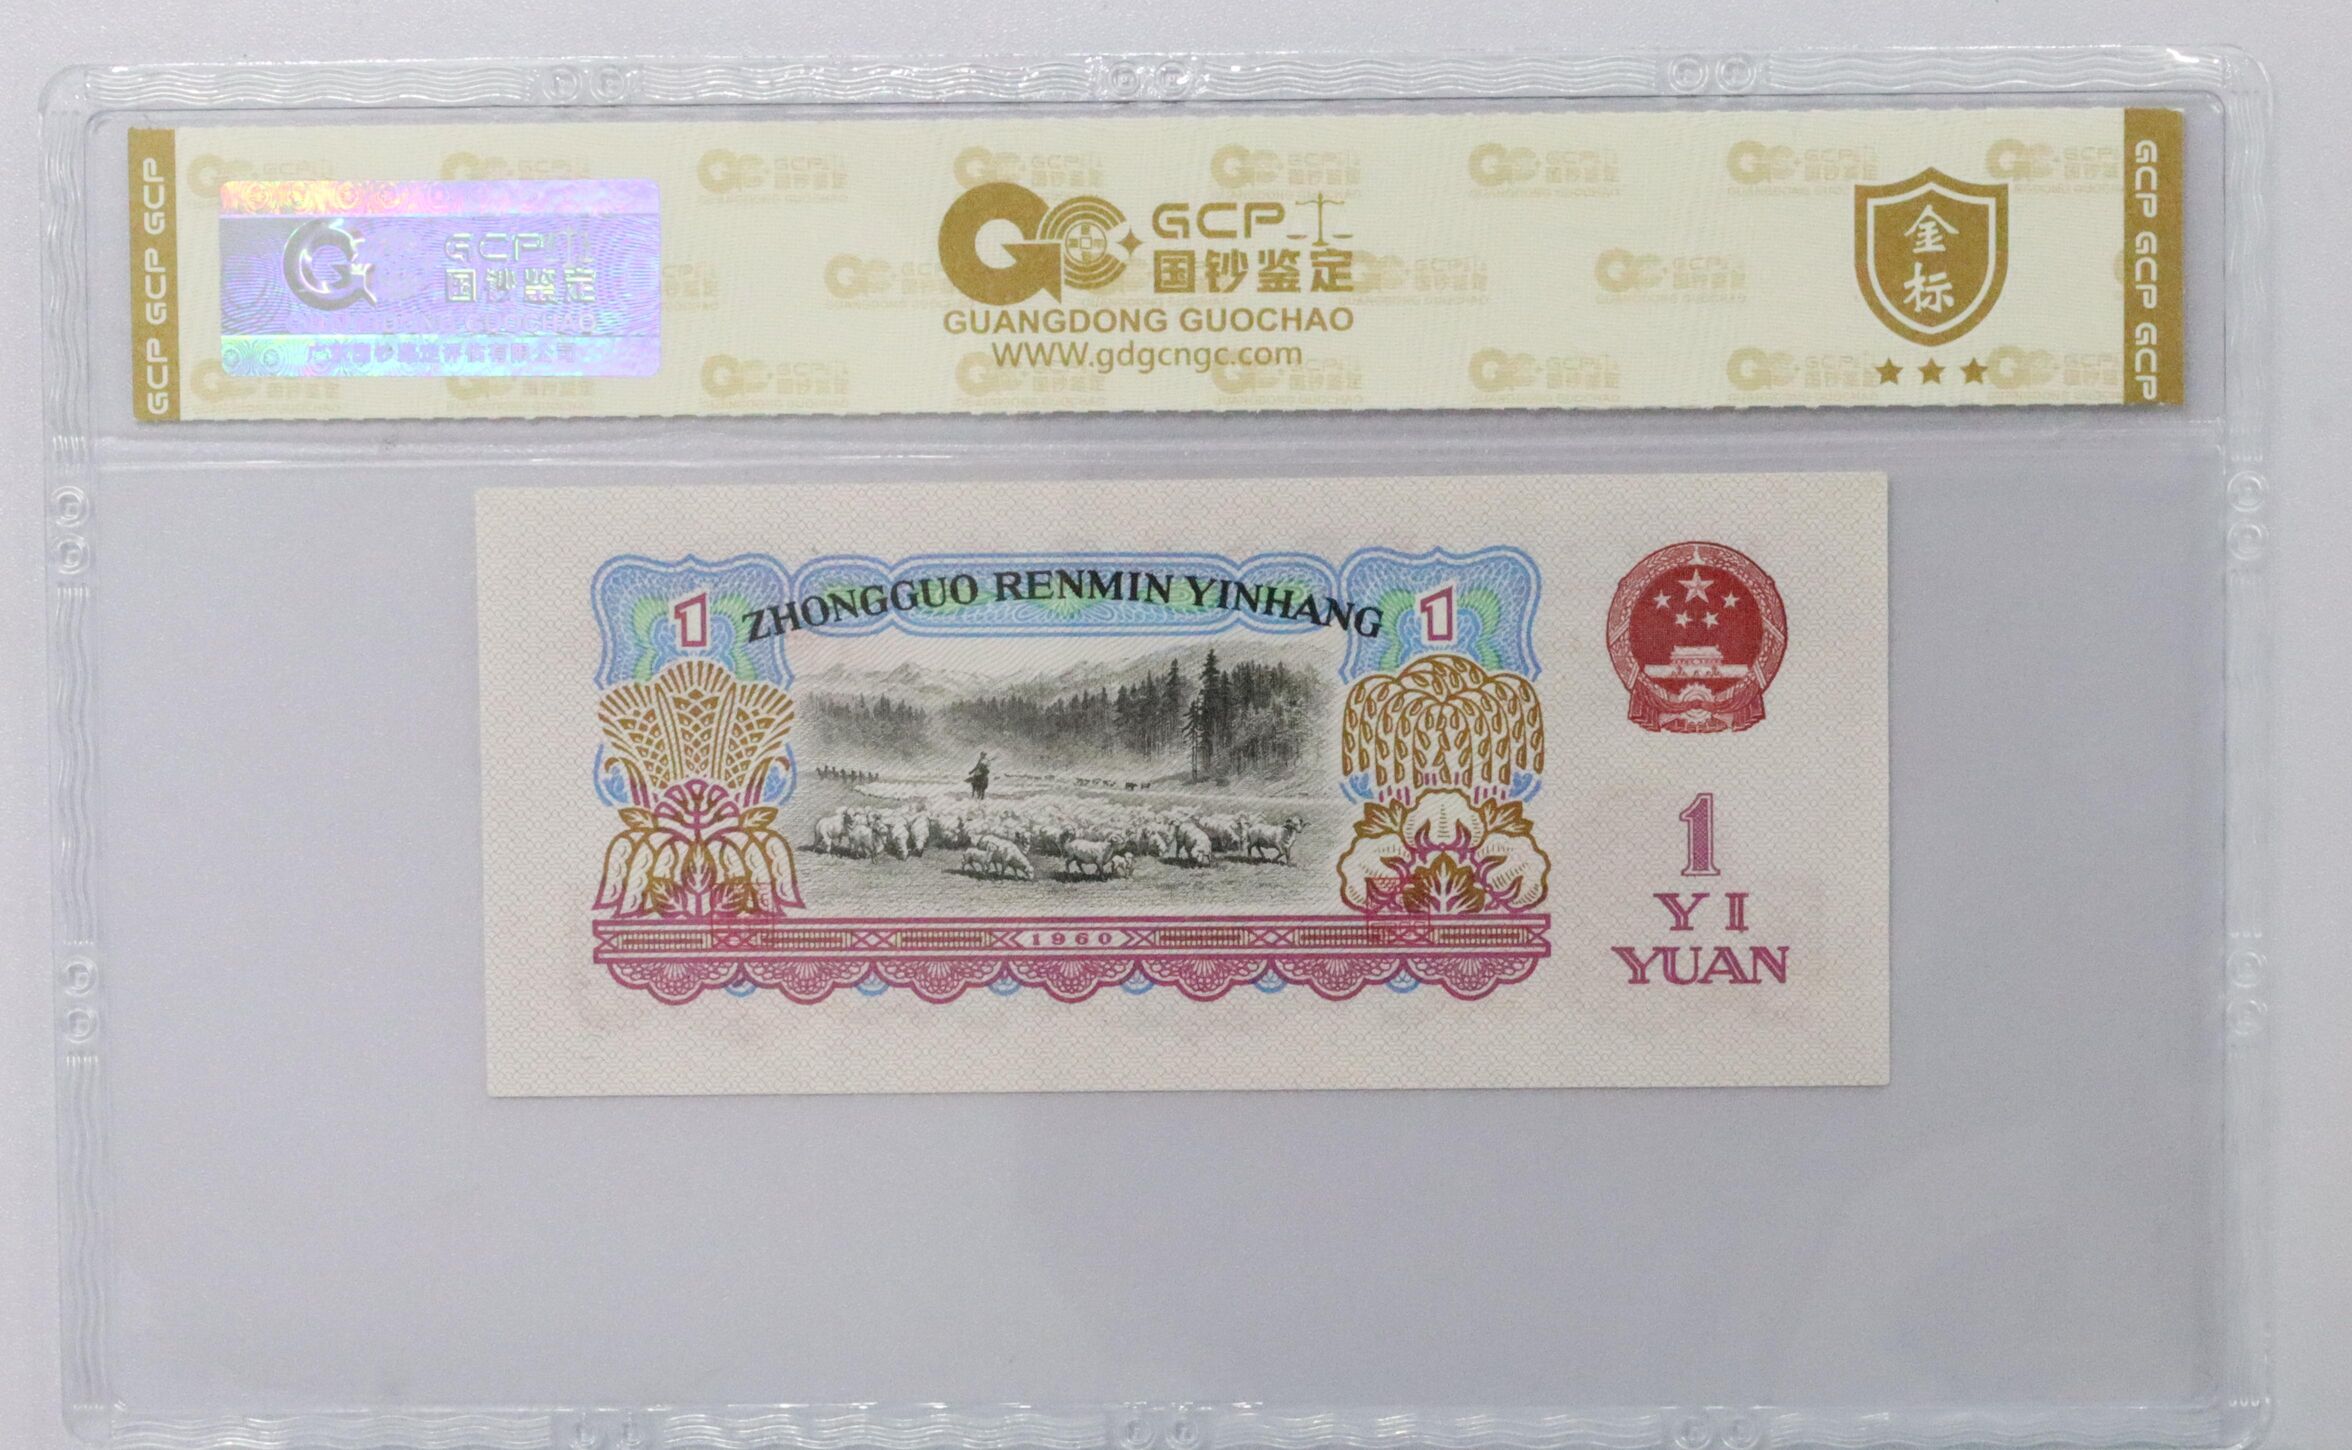 GCP GCP GCP
GCP
国钞鉴定
GUANGDONG GUOCHAO
WWW.gdgcngc.com
GCP
国钞鉴定
金
标
GCP GCP GCP
1
ZHONGGUO RENMIN YINHANG
1
1960
1
YI
YUAN